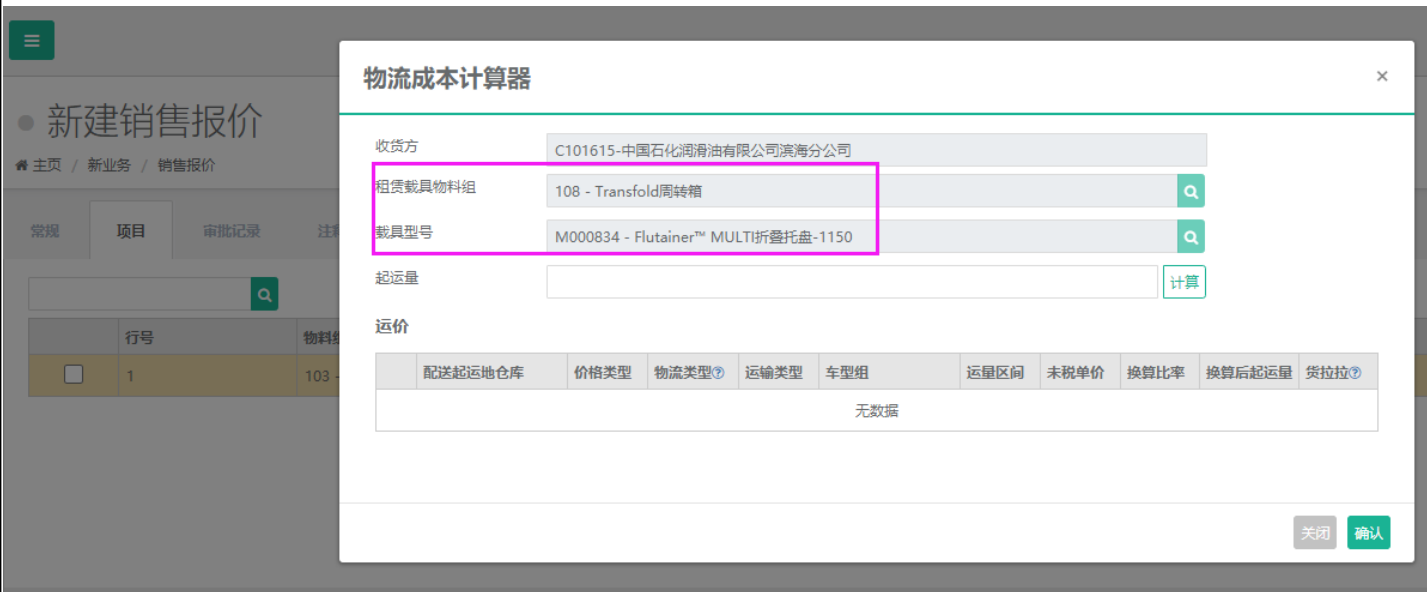 物流成本计算器
×
新建销售报价
主页 / 新业务 / 销售报价
常规 项目 审批记录
行号
1 103 -
收货方 C101615-中国石化润滑油有限公司滨海分公司
租赁载具物料组 108 - Transfold周转箱
载具型号 M000834 - Flutainer™ MULTI折叠托盘-1150
起运量 计算
运价
配送起运地仓库 价格类型 物流类型? 运输类型 车型组 运量区间 未税单价 换算比率 换算后起运量 货拉拉?
无数据
关闭 确认